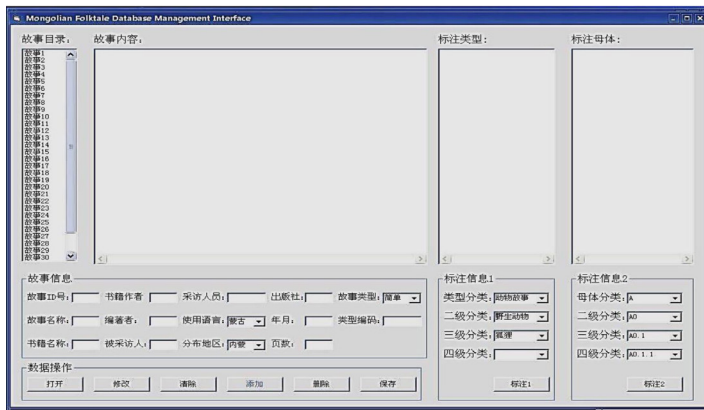 Mongolian Folktale Database Management Interface
故事目录: 故事内容: 标注类型: 标注母体:
故事1
故事2
故事3
故事4
故事5
故事6
故事7
故事8
故事9
故事10
故事11
故事12
故事13
故事14
故事15
故事16
故事17
故事18
故事19
故事20
故事21
故事22
故事23
故事24
故事25
故事26
故事27
故事28
故事29
故事30
故事信息
故事ID号: 书籍作者 采访人员: 出版社: 故事类型: 简单
故事名称: 编著者: 使用语言: 蒙古 年月: 类型编码:
书籍名称: 被采访人: 分布地区: 内蒙 页数:
标注信息1
类型分类: 动物故事
二级分类: 野生动物
三级分类: 狐狸
四级分类:
标注1
标注信息2
母体分类: A
二级分类: A0
三级分类: A0.1
四级分类: A0.1.1
标注2
数据操作
打开 修改 清除 添加 删除 保存